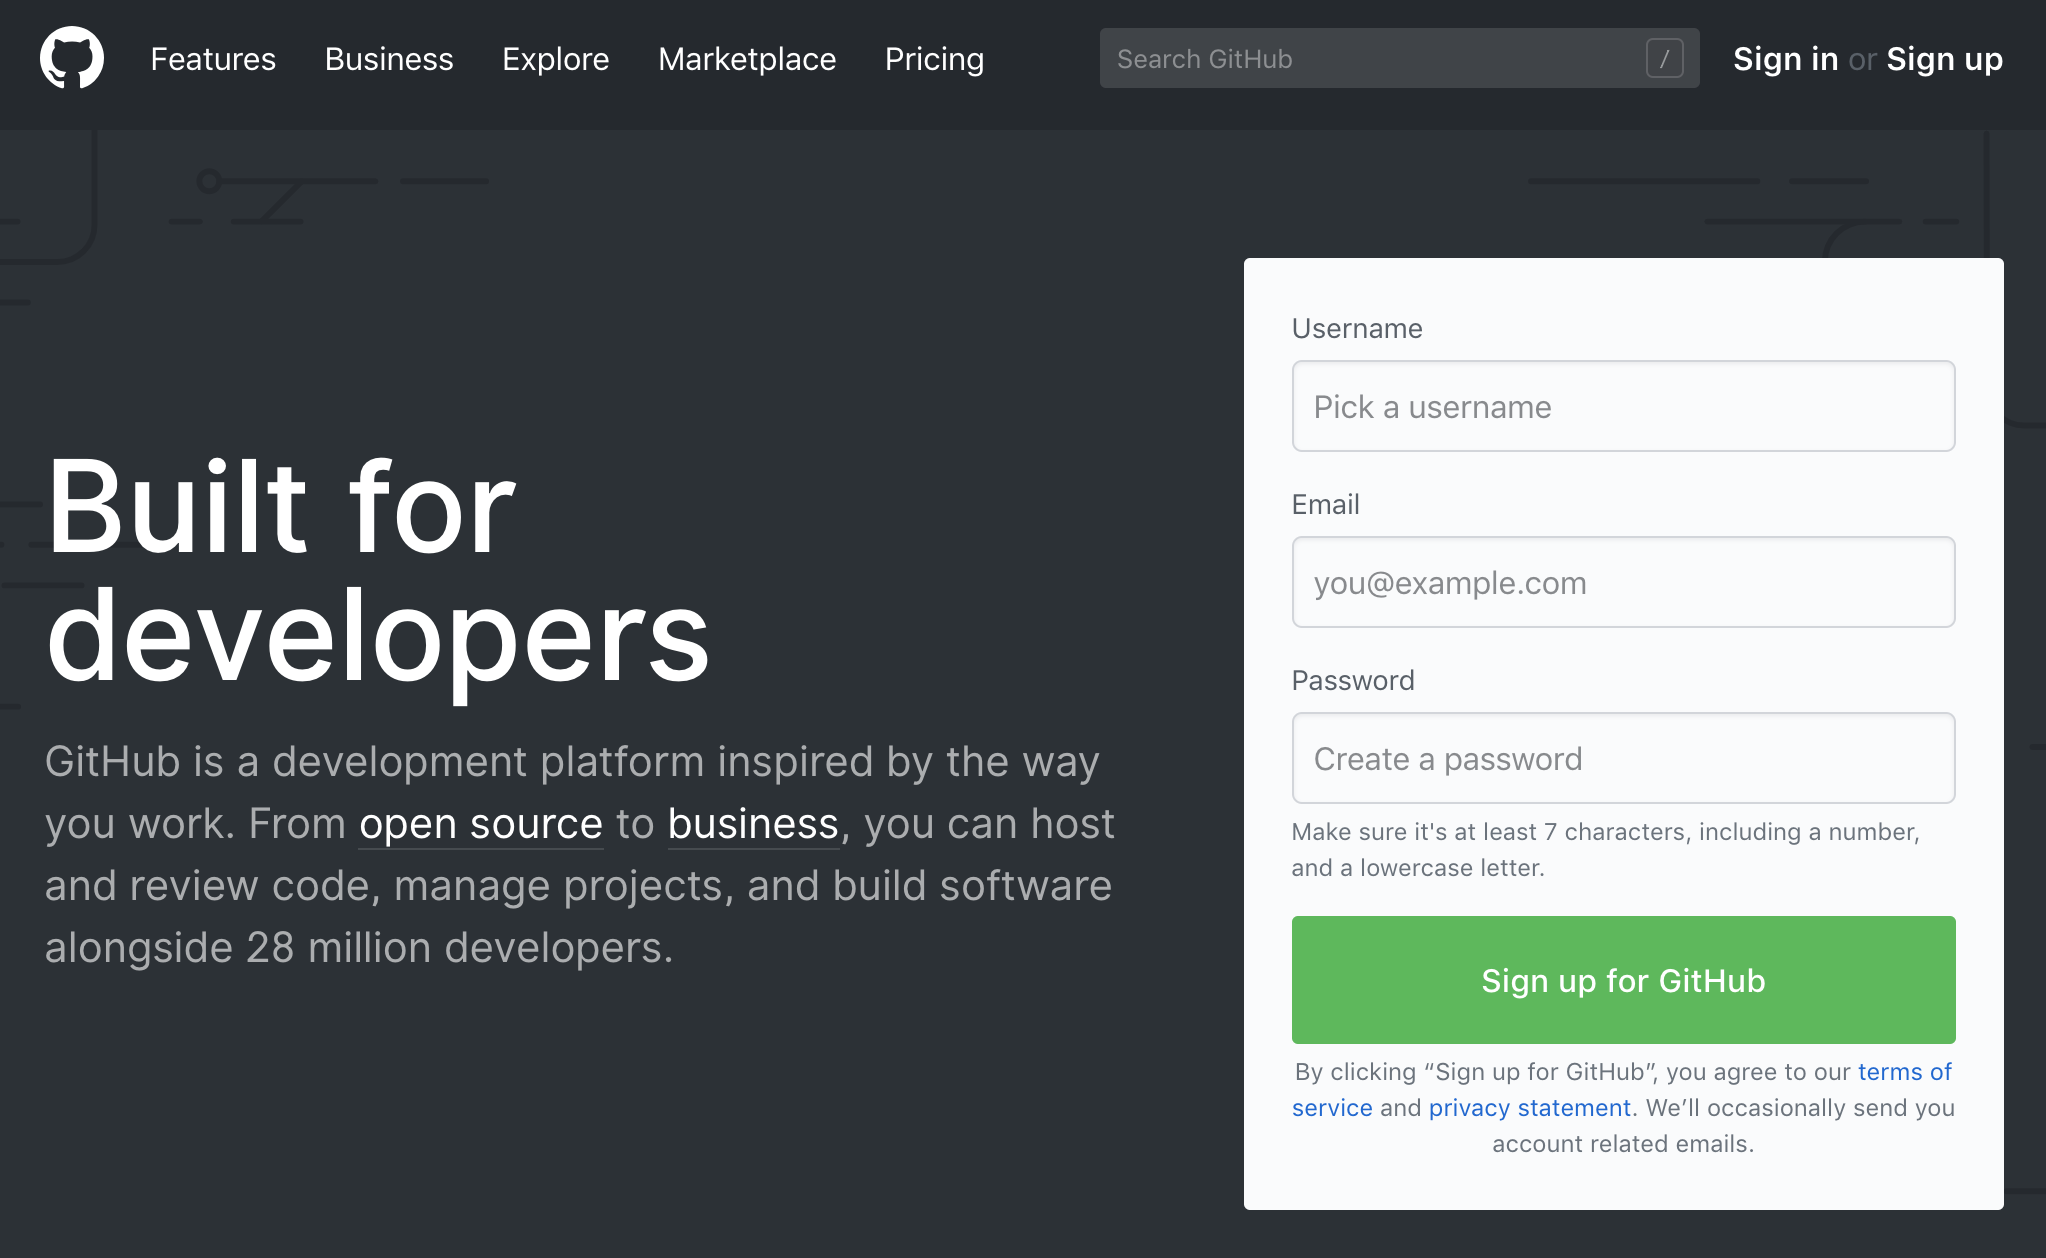 Features Business Explore Marketplace Pricing Search GitHub / Sign in or Sign up
Built for
developers
GitHub is a development platform inspired by the way
you work. From open source to business, you can host
and review code, manage projects, and build software
alongside 28 million developers.
Username
Pick a username
Email
you@example.com
Password
Create a password
Make sure it's at least 7 characters, including a number,
and a lowercase letter.
Sign up for GitHub
By clicking “Sign up for GitHub”, you agree to our terms of
service and privacy statement. We’ll occasionally send you
account related emails.